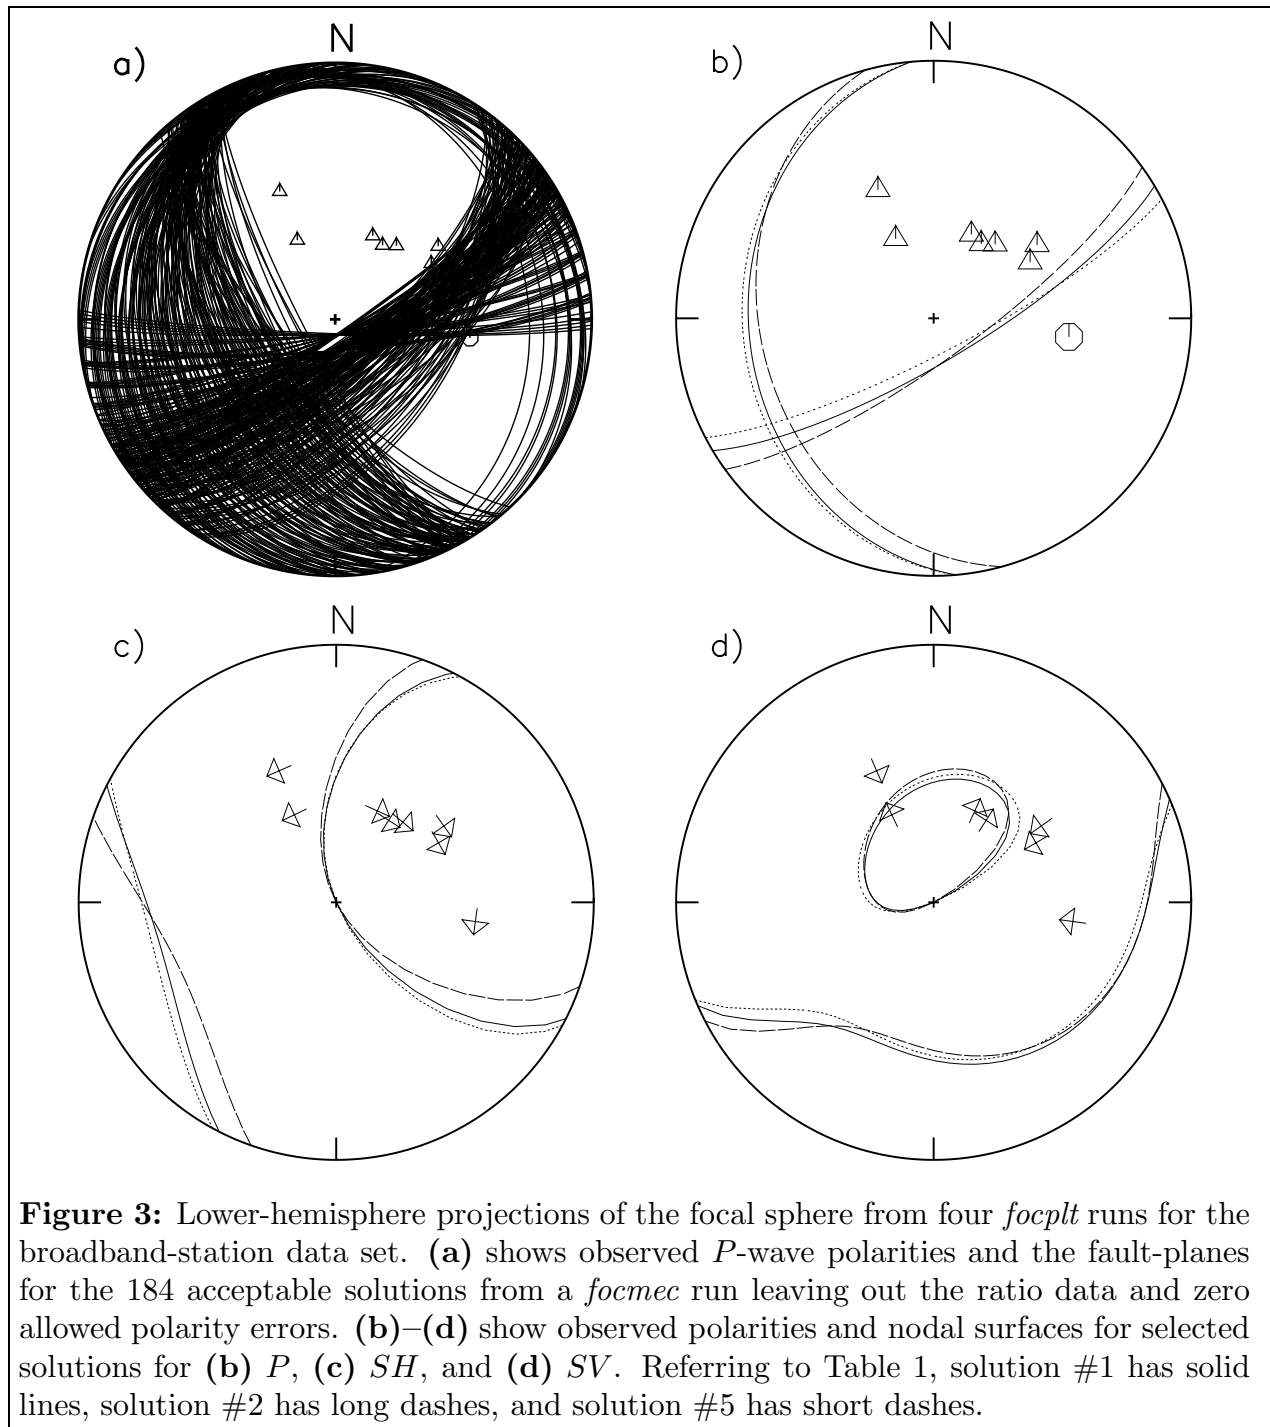 N
a)
N
b)
N
c)
N
d)
Figure 3: Lower-hemisphere projections of the focal sphere from four focplt runs for the
broadband-station data set. (a) shows observed P-wave polarities and the fault-planes
for the 184 acceptable solutions from a focmec run leaving out the ratio data and zero
allowed polarity errors. (b)–(d) show observed polarities and nodal surfaces for selected
solutions for (b) P, (c) SH, and (d) SV. Referring to Table 1, solution #1 has solid
lines, solution #2 has long dashes, and solution #5 has short dashes.